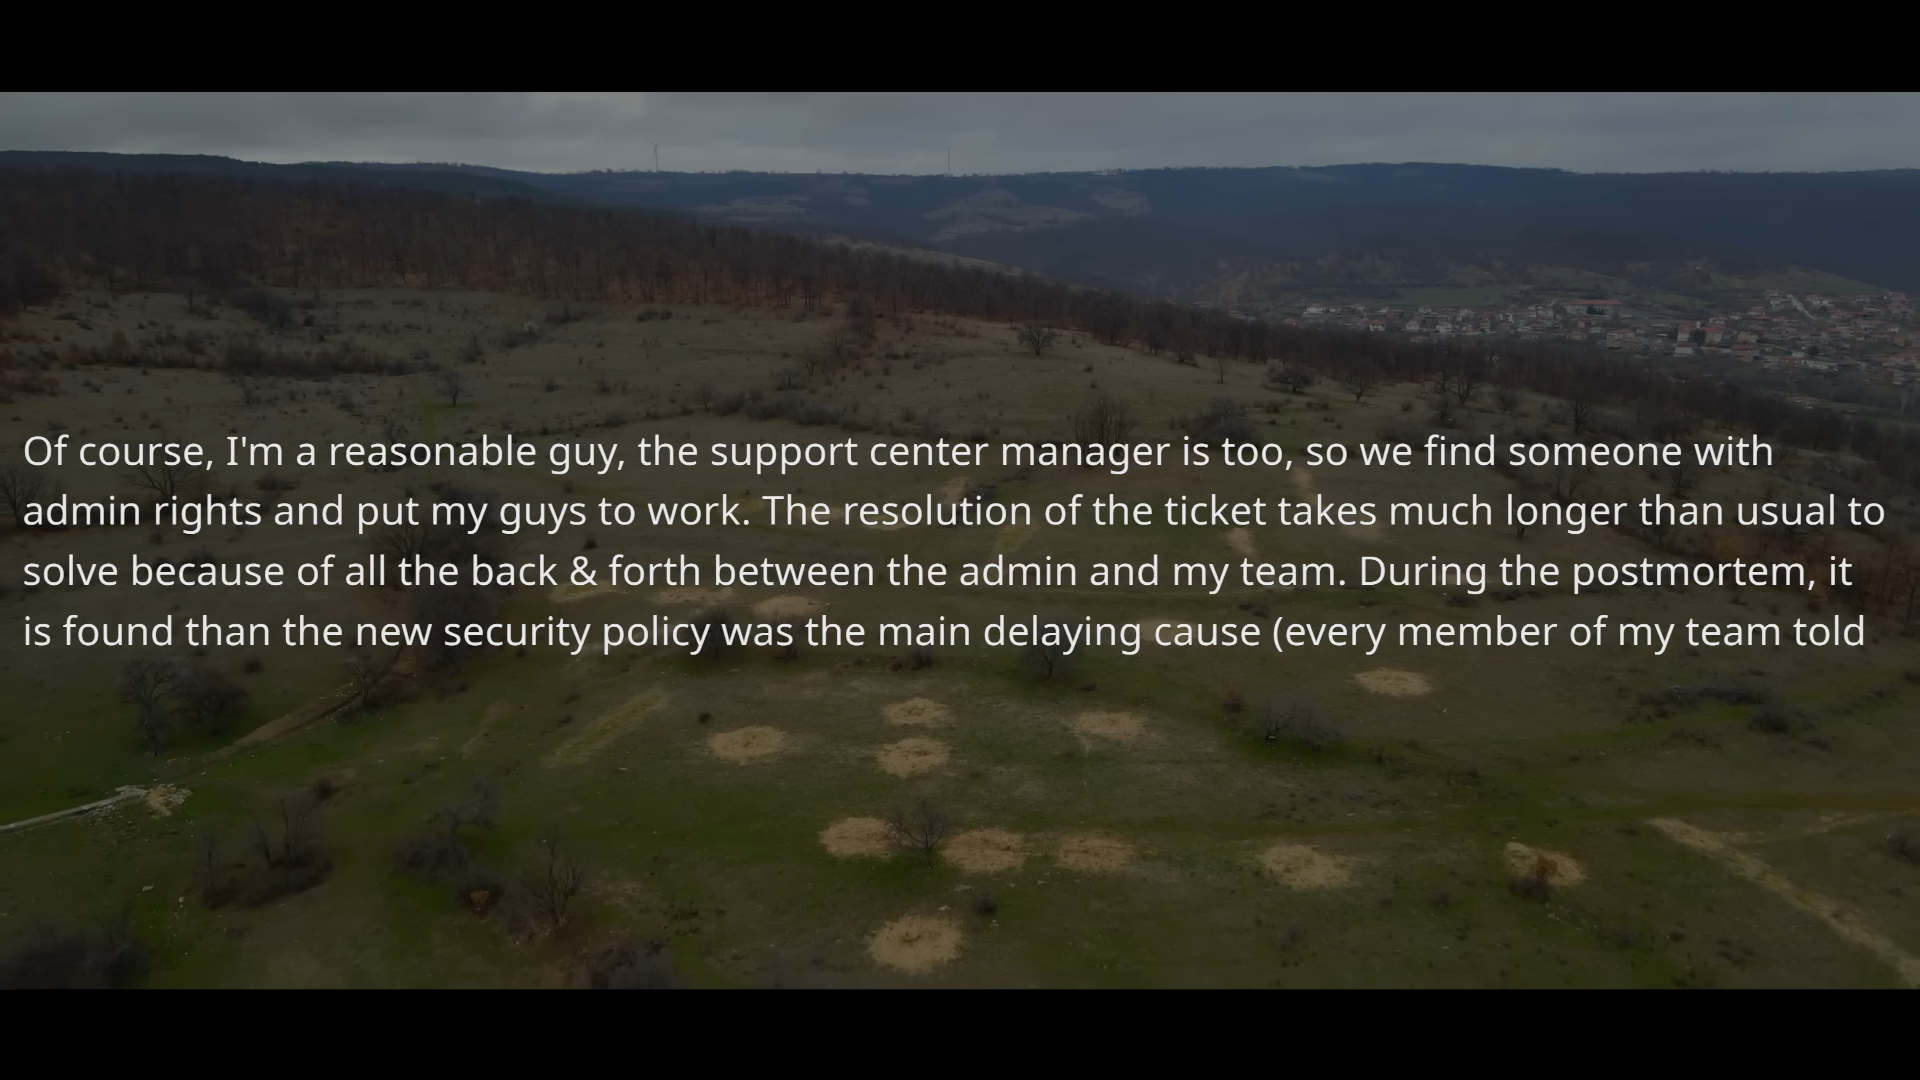 Of course, I'm a reasonable guy, the support center manager is too, so we find someone with
admin rights and put my guys to work. The resolution of the ticket takes much longer than usual to
solve because of all the back & forth between the admin and my team. During the postmortem, it
is found than the new security policy was the main delaying cause (every member of my team told